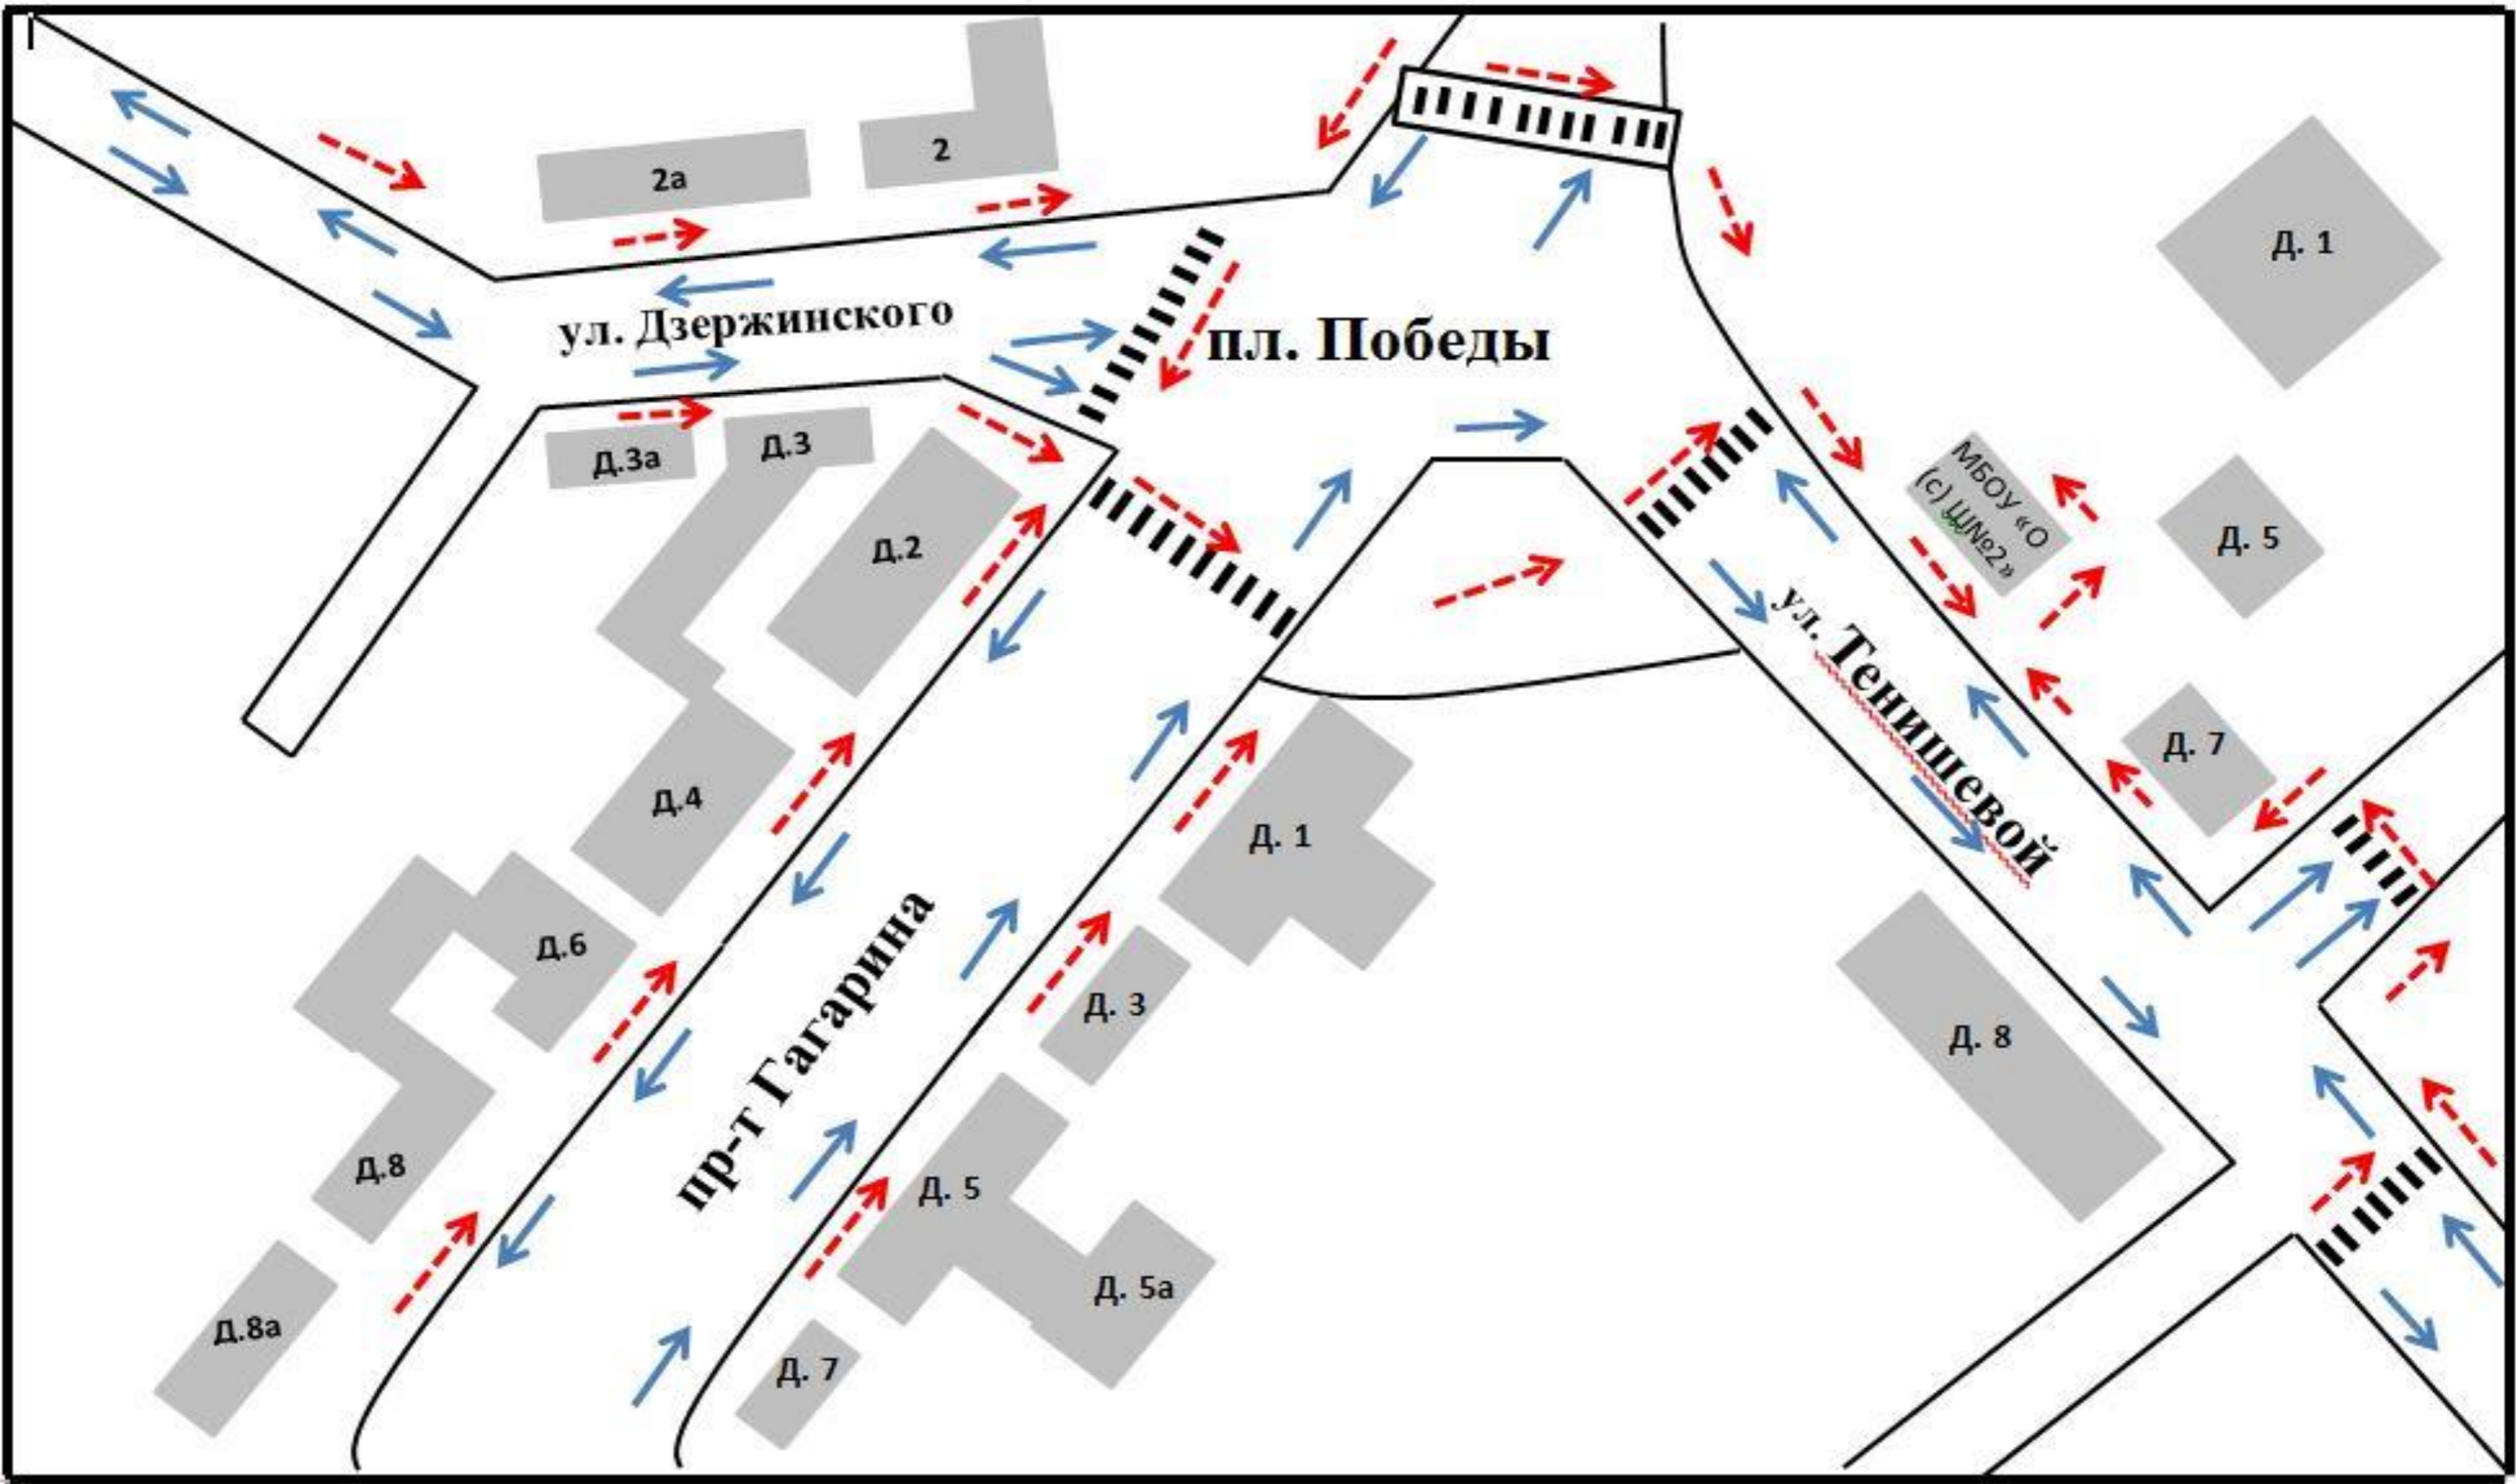 2а
2
Д. 1
ул. Дзержинского
пл. Победы
Д.3а
Д.3
Д.2
МБОУ «О
(с) Ш№2»
Д. 5
ул. Тенишевой
Д. 7
Д.4
Д. 1
Д.6
Д. 3
Д. 8
пр-т Гагарина
Д.8
Д. 5
Д. 5а
Д.8а
Д. 7